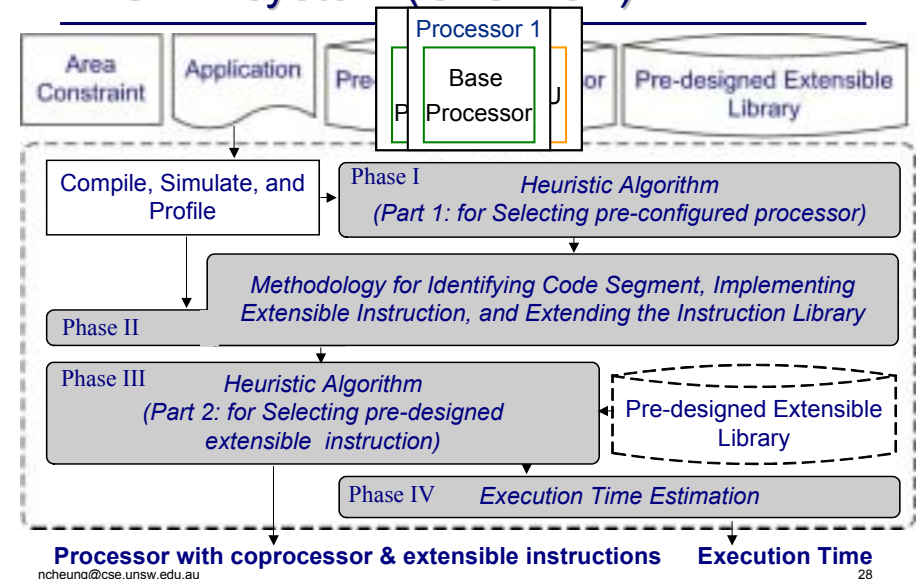 Processor 1
Area
Constraint
Application
Pre-
Base
Processor
P
U
or
Pre-designed Extensible
Library
Compile, Simulate, and
Profile
Phase I
Heuristic Algorithm
(Part 1: for Selecting pre-configured processor)
Methodology for Identifying Code Segment, Implementing
Extensible Instruction, and Extending the Instruction Library
Phase II
Phase III
Heuristic Algorithm
(Part 2: for Selecting pre-designed
extensible instruction)
Pre-designed Extensible
Library
Phase IV
Execution Time Estimation
Processor with coprocessor & extensible instructions
Execution Time
ncheung@cse.unsw.edu.au
28